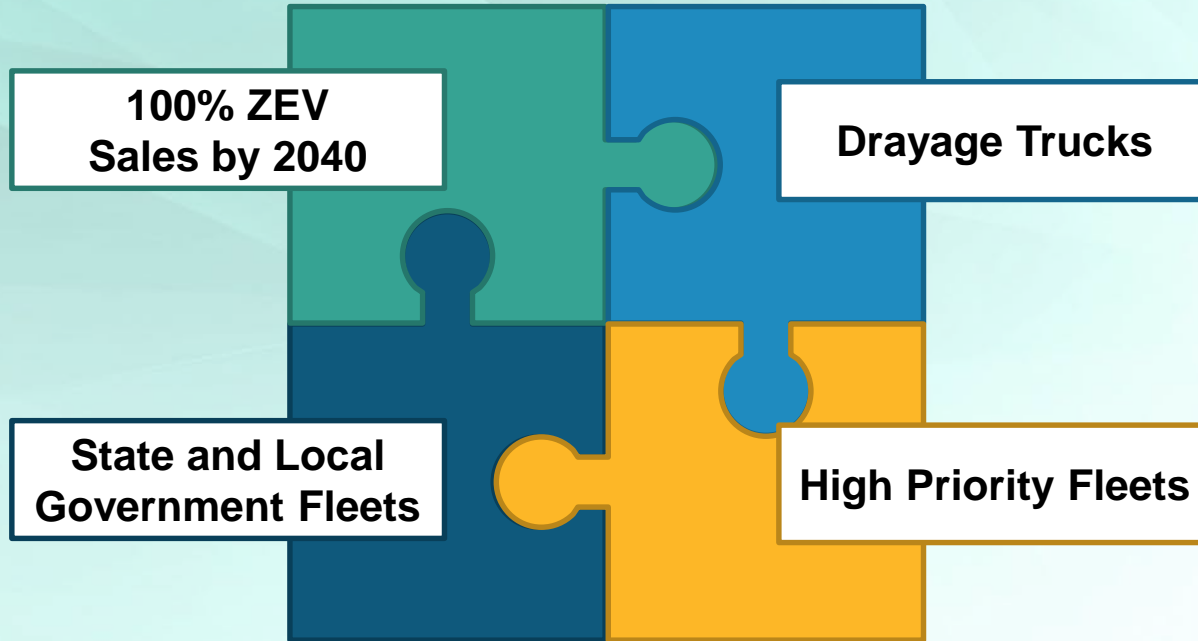 100% ZEV
Sales by 2040
Drayage Trucks
State and Local
Government Fleets
High Priority Fleets